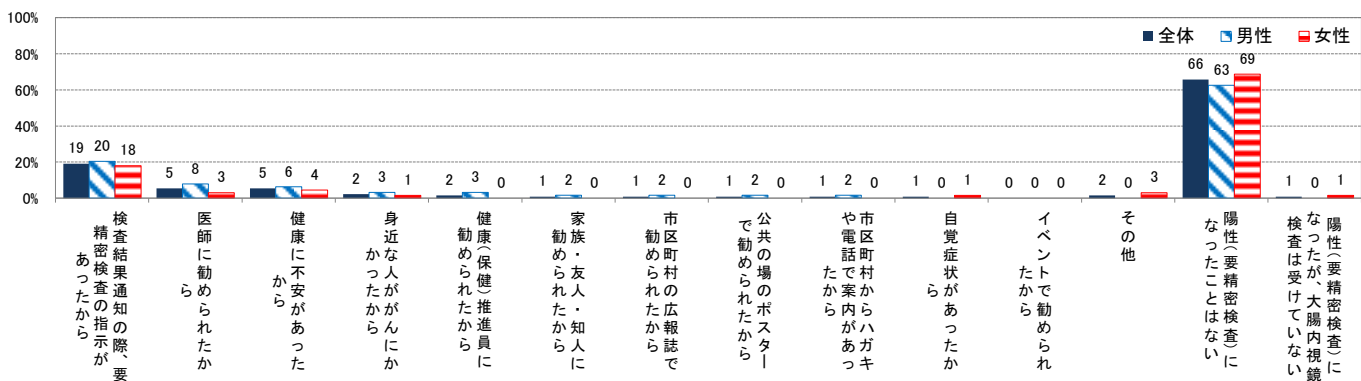 100%
80%
60%
40%
20%
0%
全体 男性 女性
19 20 18
5 8 3
5 6 4
2 3 1
2 3 0
1 2 0
1 2 0
1 2 0
1 2 0
1 0 1
0 0 0
2 0 3
66 63 69
1 0 1
検査結果通知の際、要
精密検査の指示が
あったから
医師に勧められたか
ら
健康に不安があった
から
身近な人ががんにか
かったから
健康(保健)推進員に
勧められたから
家族・友人・知人に
勧められたから
市区町村の広報誌で
勧められたから
公共の場のポスター
で勧められたから
市区町村からハガキ
や電話で案内があっ
たから
自覚症状があったか
ら
イベントで勧められ
たから
その他
陽性(要精密検査)に
なったことはない
陽性(要精密検査)に
なったが、大腸内視鏡
検査は受けていない